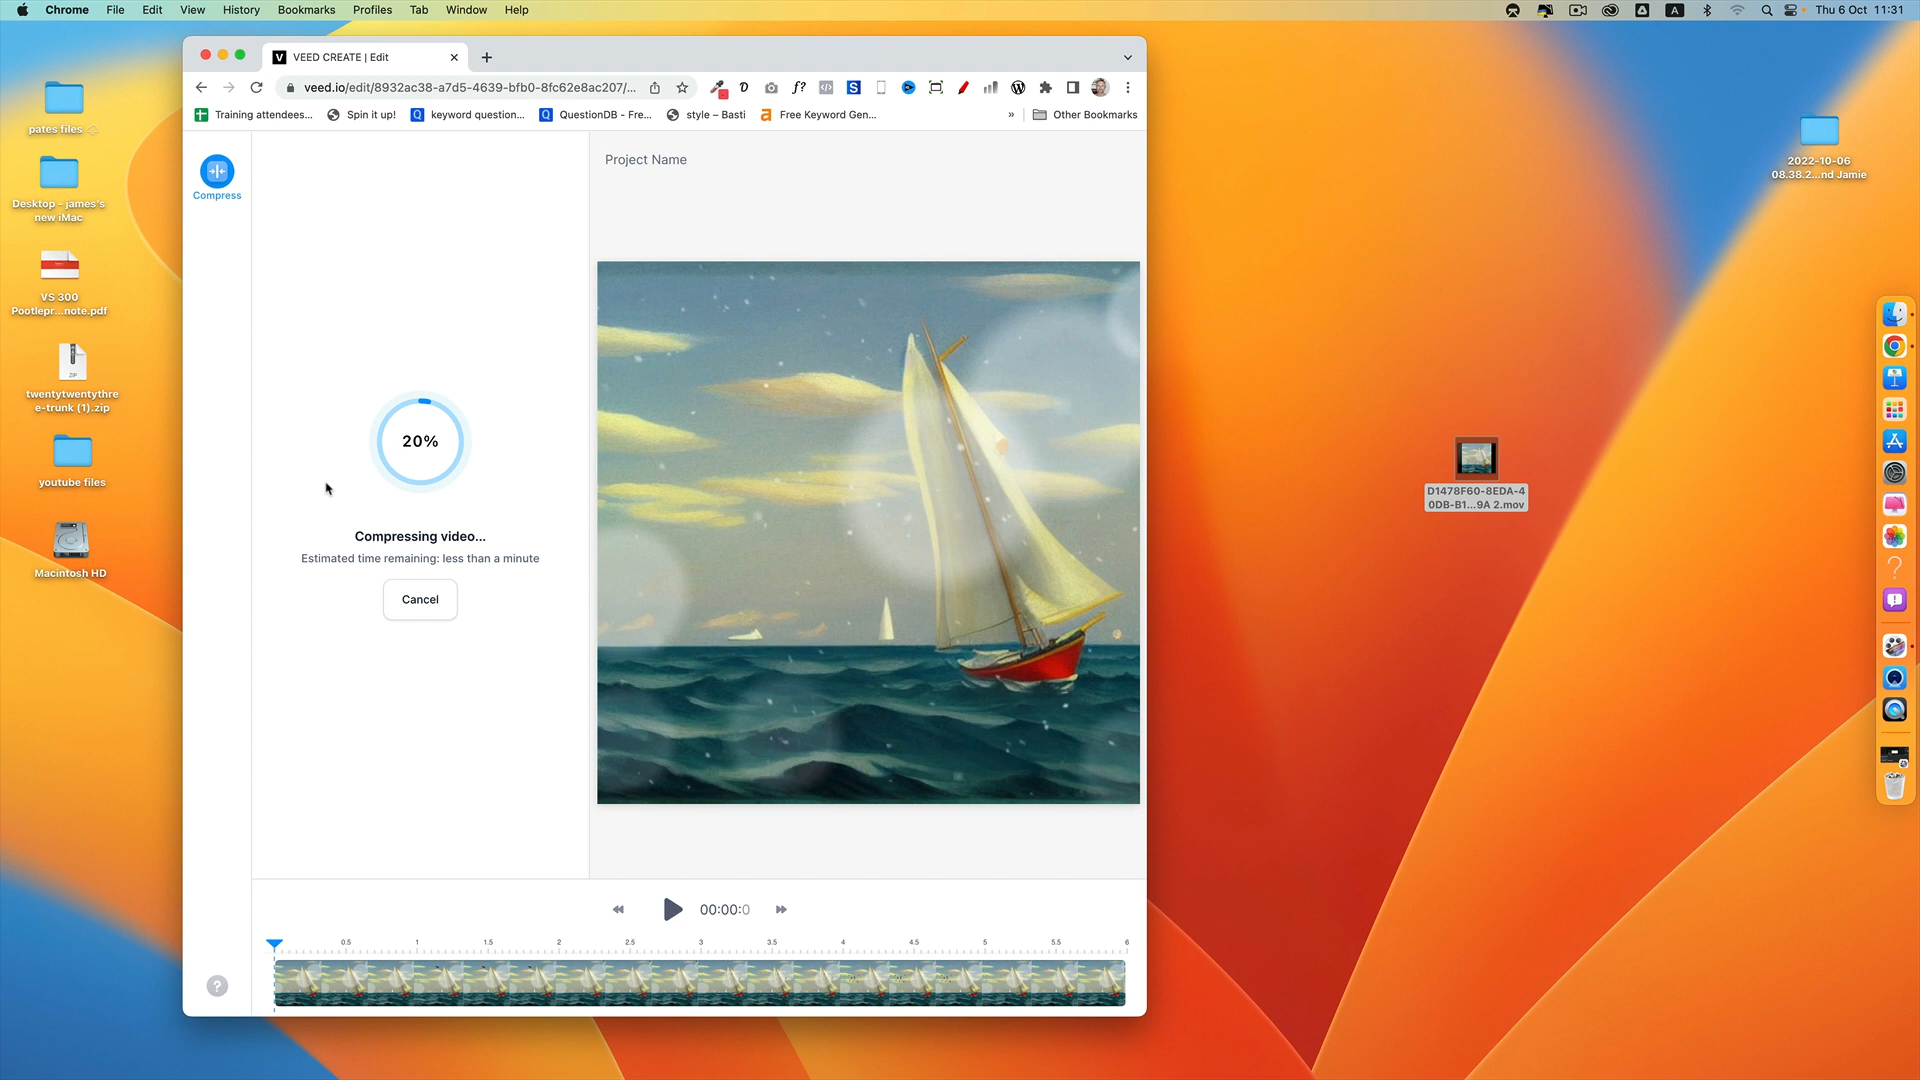 Chrome File Edit View History Bookmarks Profiles Tab Window Help
A Thu 6 Oct 11:31
V VEED CREATE | Edit
veed.io/edit/8932ac38-a7d5-4639-bfb0-8fc62e8ac207/...
D f? S
Training attendees... Spin it up! Q keyword question... Q QuestionDB - Fre... style – Basti a Free Keyword Gen... » Other Bookmarks
Compress
Project Name
20%
Compressing video...
Estimated time remaining: less than a minute
Cancel
00:00:0
0.5 1 1.5 2 2.5 3 3.5 4 4.5 5 5.5 6
?
pates files
Desktop - james's
new iMac
VS 300
Pootlepr...note.pdf
ZIP
twentytwentythre
e-trunk (1).zip
youtube files
Macintosh HD
2022-10-06
08.38.2...nd Jamie
D1478F60-8EDA-4
0DB-B1...9A 2.mov
?